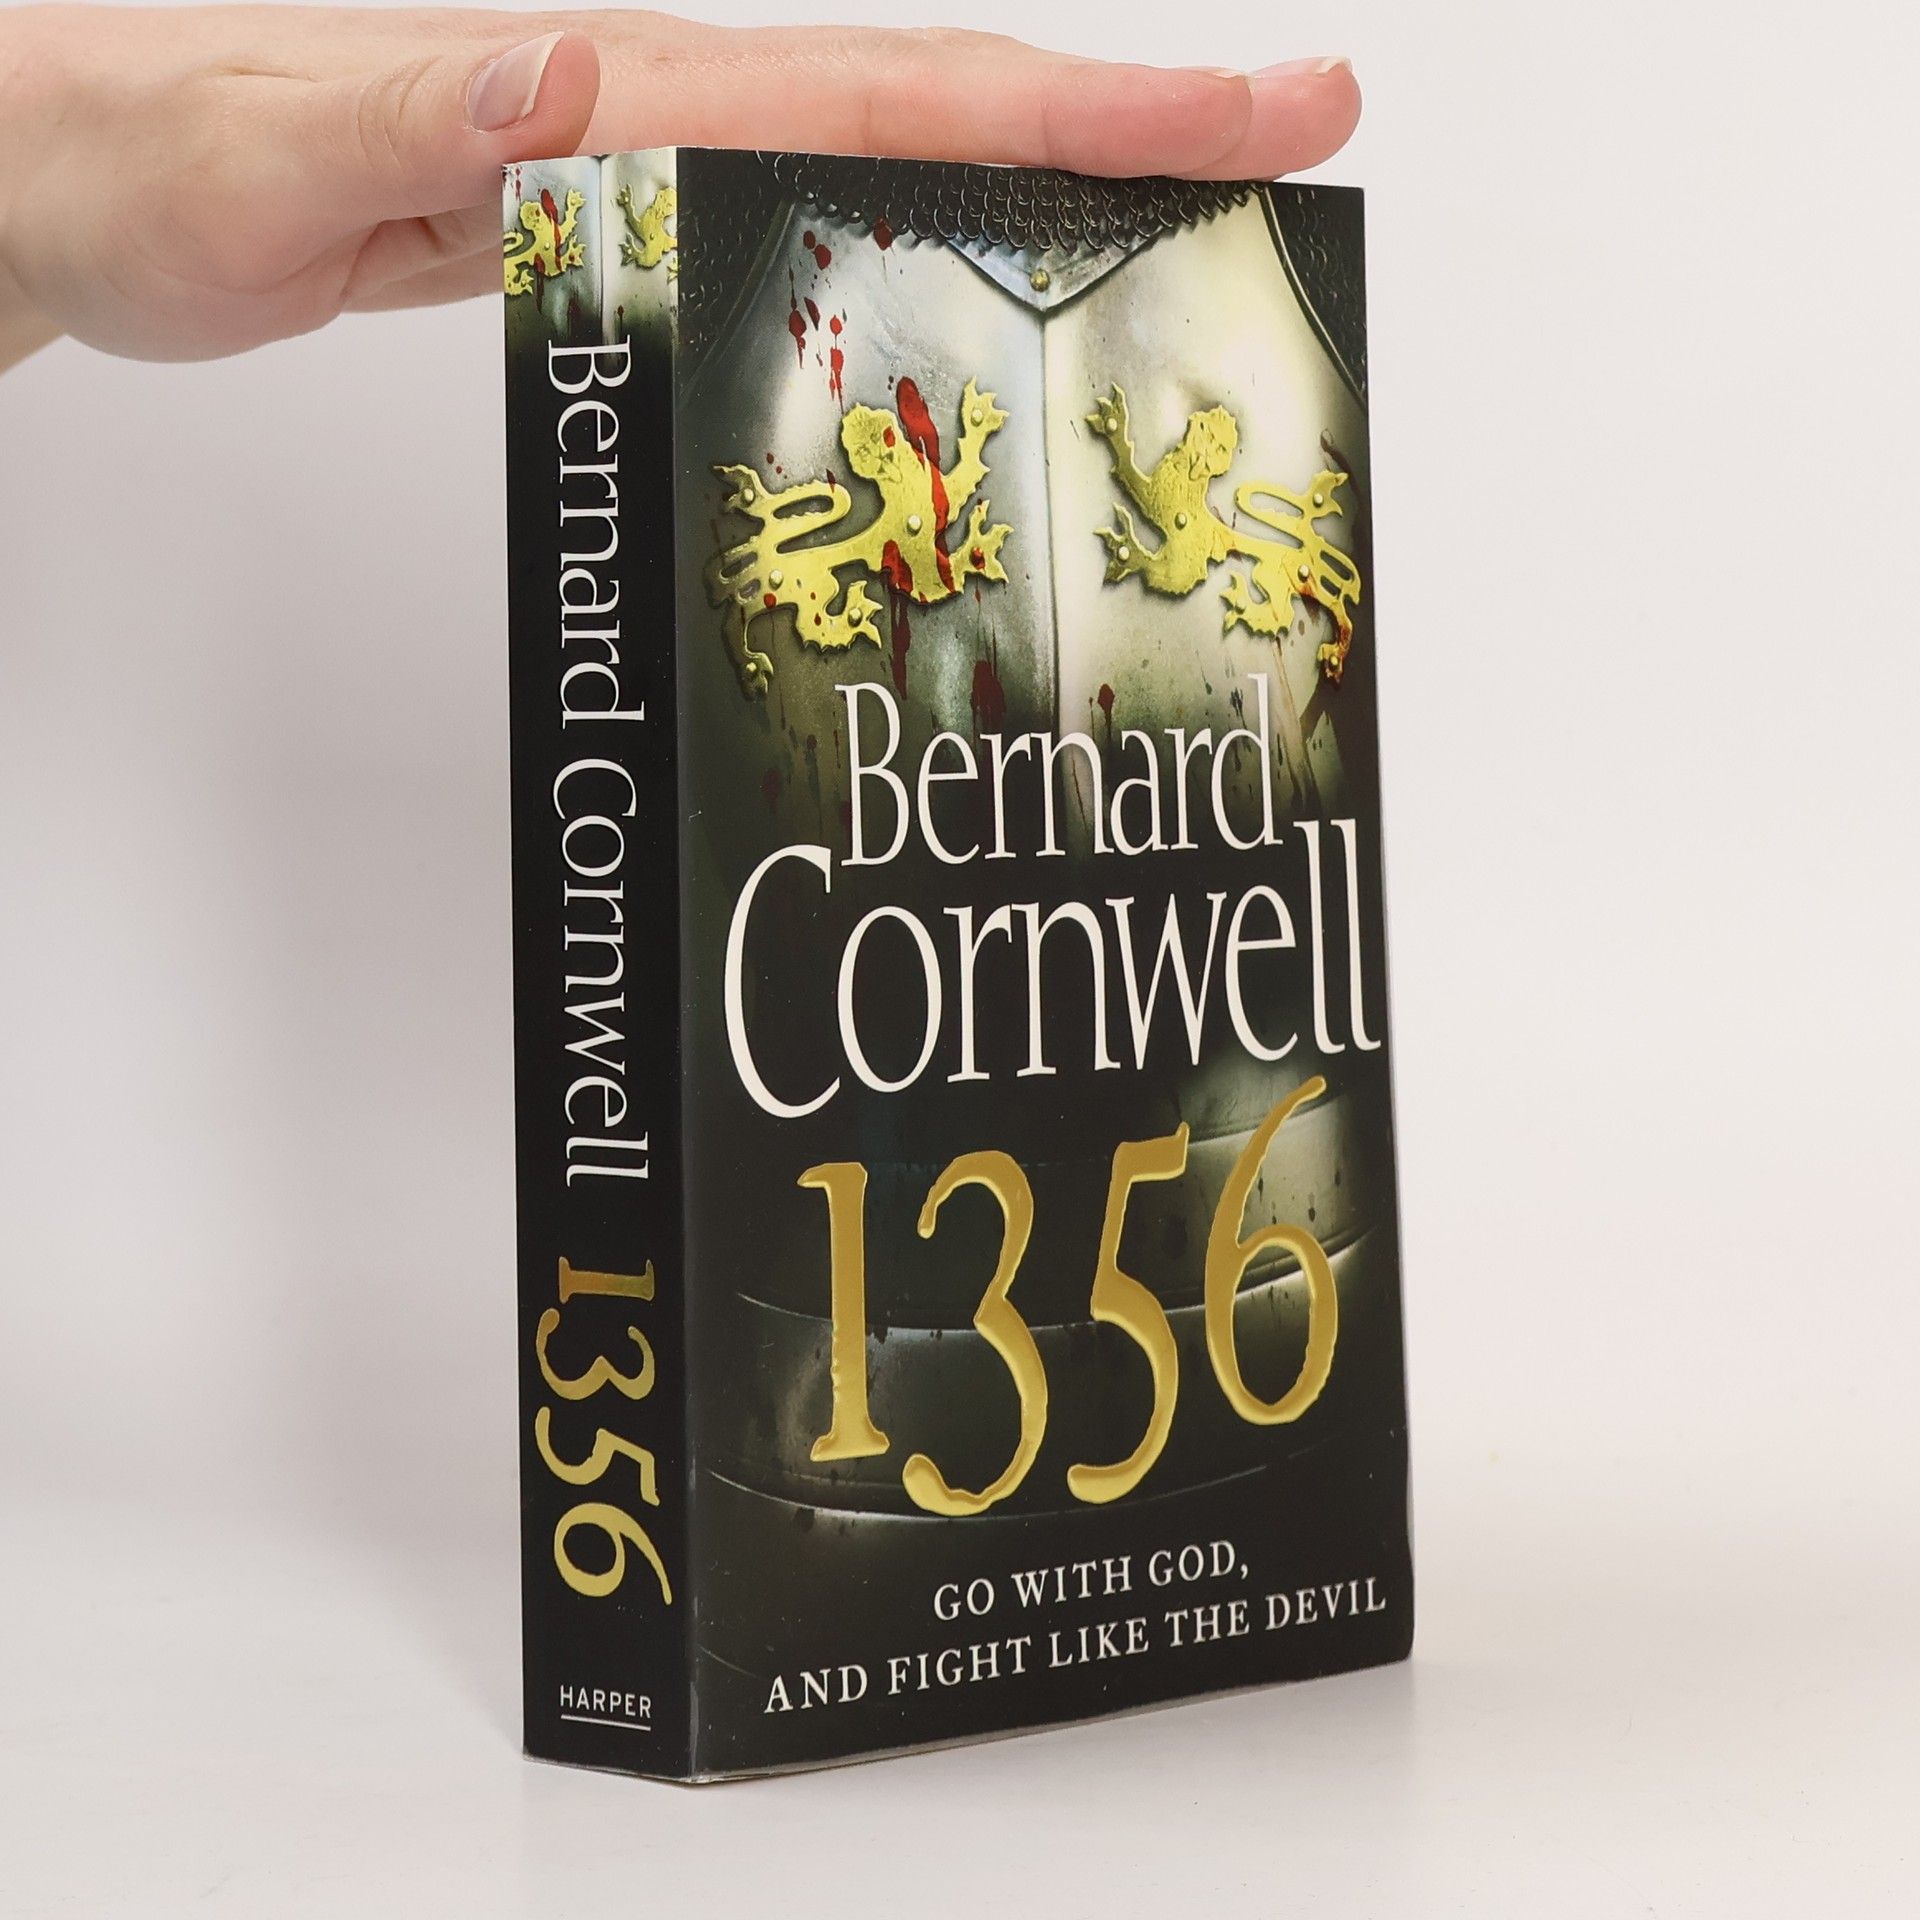 Bernard Cornwell 1356
HARPER
Bernard
Cornwell
1356
GO WITH GOD,
AND FIGHT LIKE THE DEVIL